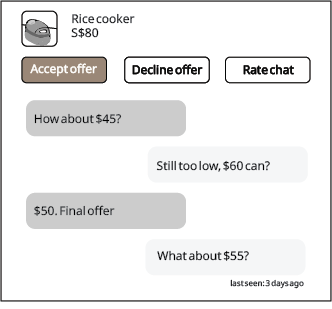 Rice cooker
S$80
Accept offer
Decline offer
Rate chat
How about $45?
Still too low, $60 can?
$50. Final offer
What about $55?
last seen: 3 days ago